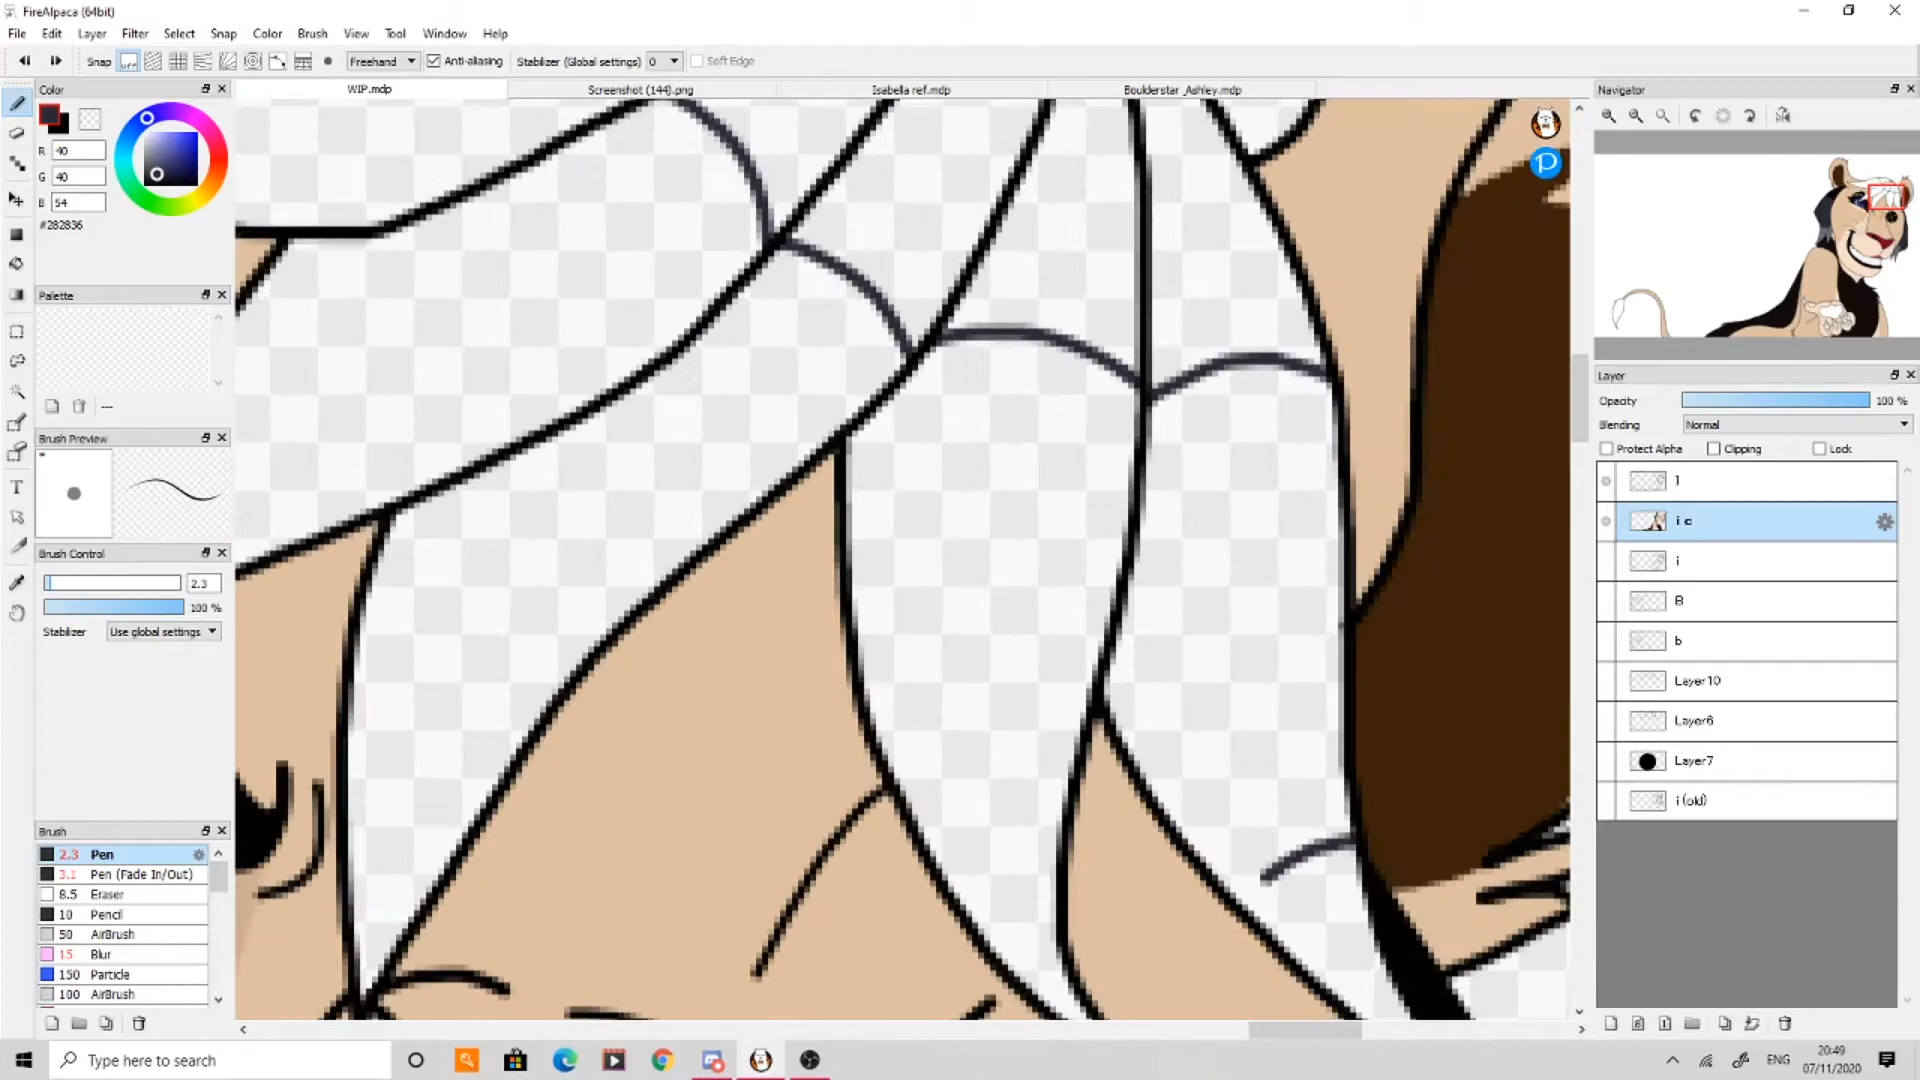 FireAlpaca (64bit)
File Edit Layer Filter Select Snap Color Brush View Tool Window Help
Snap OFF Freehand Anti-aliasing Stabilizer (Global settings) 0 Soft Edge
Color
WIP.mdp Screenshot (144).png Isabella ref.mdp Boulderstar _Ashley.mdp
Navigator
R 40
G 40
B 54
#282836
Palette
---
Brush Preview
Brush Control
2.3
100 %
Stabilizer Use global settings
Brush
2.3 Pen
3.1 Pen (Fade In/Out)
8.5 Eraser
10 Pencil
50 AirBrush
15 Blur
150 Particle
100 AirBrush
T
P
Layer
Opacity 100 %
Blending Normal
Protect Alpha Clipping Lock
l
i c
i
B
b
Layer10
Layer6
Layer7
i (old)
Type here to search
ENG
20:49
07/11/2020